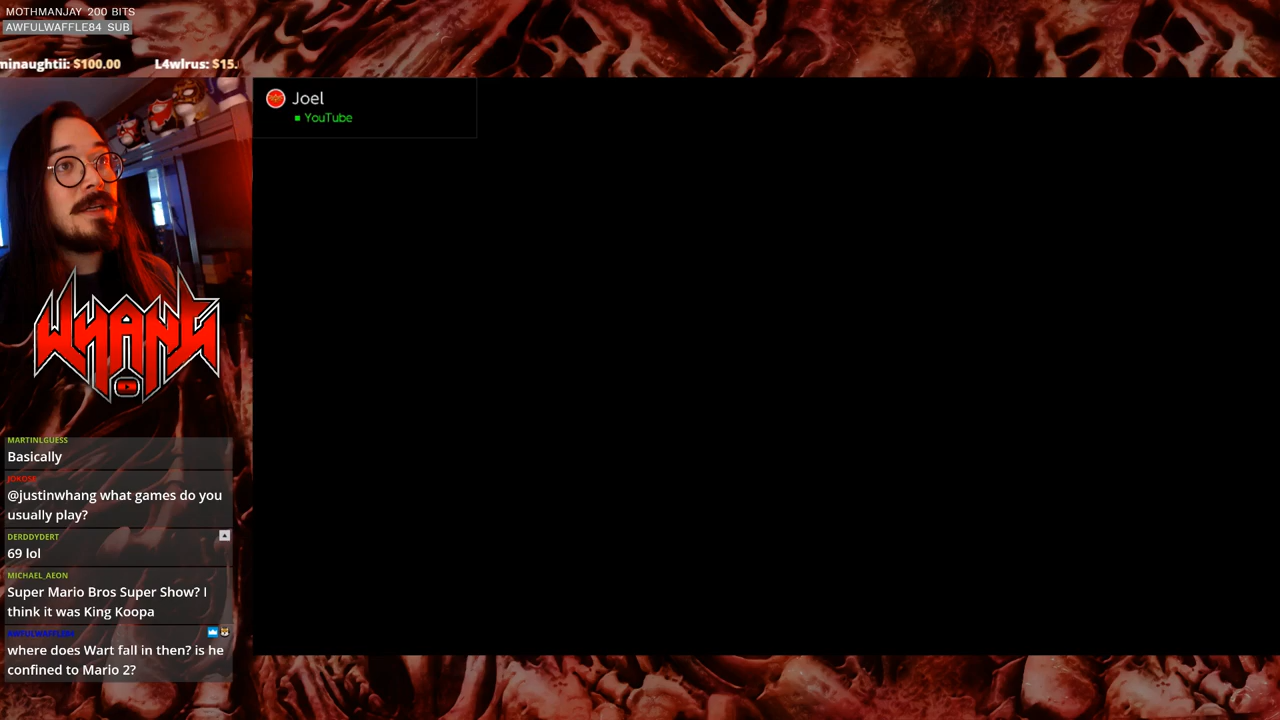 MOTHMANJAY 200 BITS
AWFULWAFFLE84 SUB
minaughtii: $100.00 L4wlrus: $15.
Joel
YouTube
WHANG
MARTINLGUESS
Basically
@justinwhang what games do you
usually play?
DERDDYDERT
69 lol
MICHAEL_AEON
Super Mario Bros Super Show? I
think it was King Koopa
AWFULWAFFLE84
where does Wart fall in then? is he
confined to Mario 2?